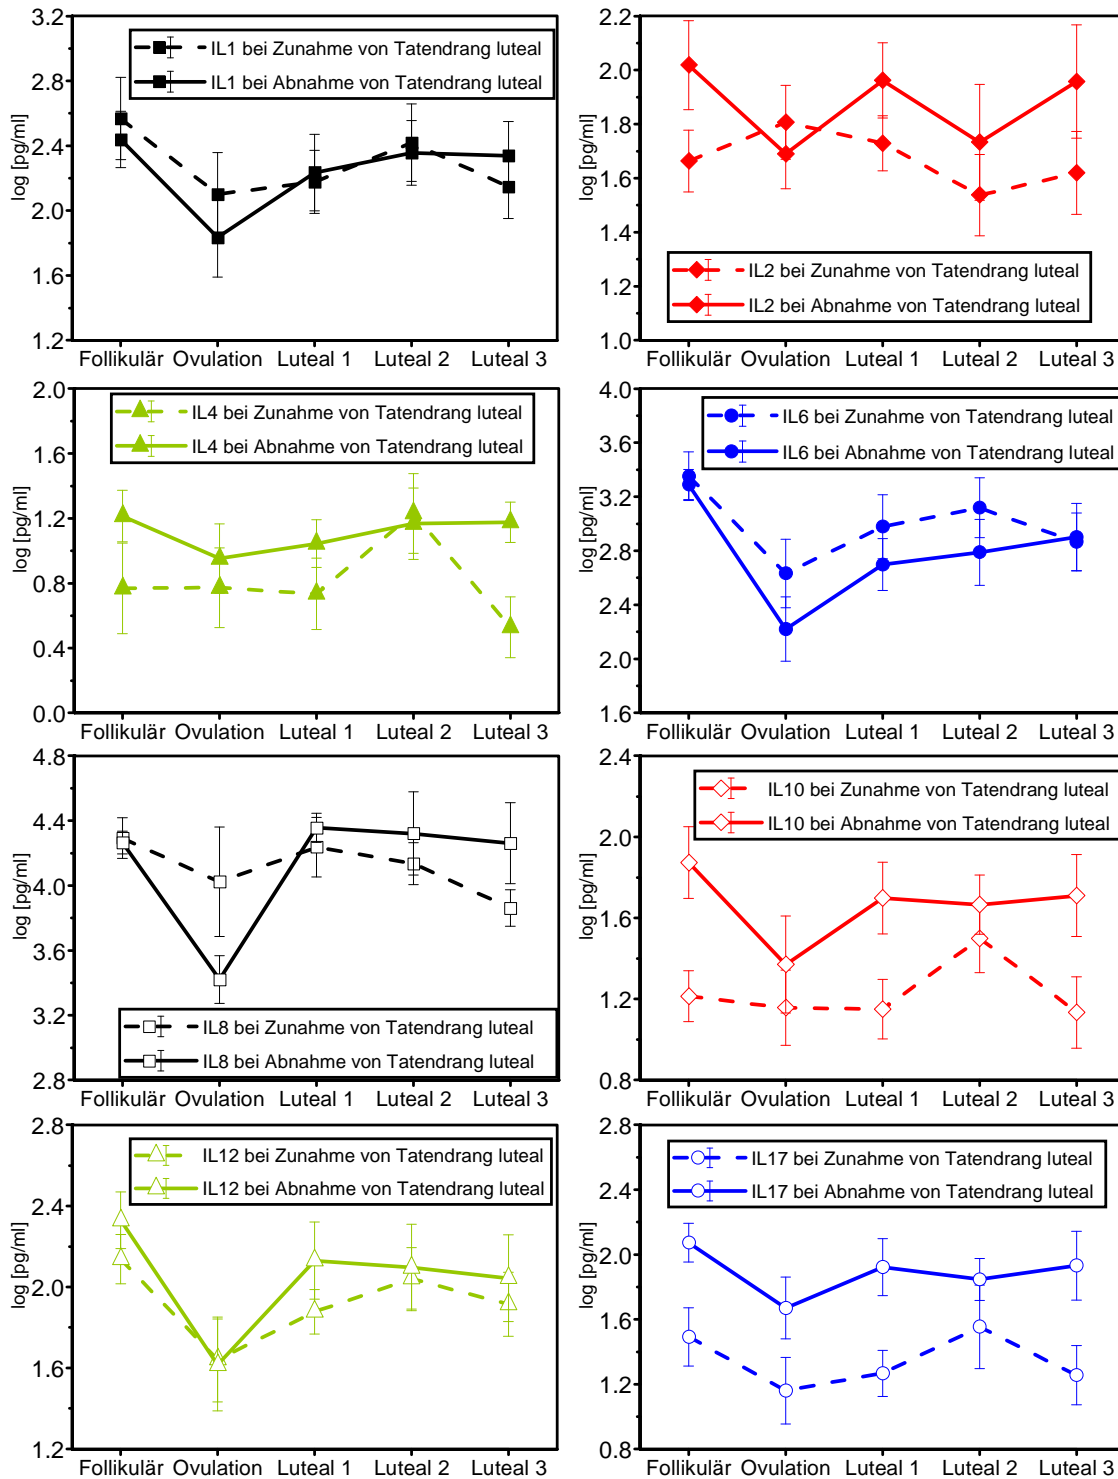 3.2
2.8
2.4
2.0
1.6
1.2
log [pg/ml]
IL1 bei Zunahme von Tatendrang luteal
IL1 bei Abnahme von Tatendrang luteal
Follikulär Ovulation Luteal 1 Luteal 2 Luteal 3
2.2
2.0
1.8
1.6
1.4
1.2
1.0
log [pg/ml]
IL2 bei Zunahme von Tatendrang luteal
IL2 bei Abnahme von Tatendrang luteal
Follikulär Ovulation Luteal 1 Luteal 2 Luteal 3
2.0
1.6
1.2
0.8
0.4
0.0
log [pg/ml]
IL4 bei Zunahme von Tatendrang luteal
IL4 bei Abnahme von Tatendrang luteal
Follikulär Ovulation Luteal 1 Luteal 2 Luteal 3
4.0
3.6
3.2
2.8
2.4
2.0
1.6
log [pg/ml]
IL6 bei Zunahme von Tatendrang luteal
IL6 bei Abnahme von Tatendrang luteal
Follikulär Ovulation Luteal 1 Luteal 2 Luteal 3
4.8
4.4
4.0
3.6
3.2
2.8
log [pg/ml]
IL8 bei Zunahme von Tatendrang luteal
IL8 bei Abnahme von Tatendrang luteal
Follikulär Ovulation Luteal 1 Luteal 2 Luteal 3
2.4
2.0
1.6
1.2
0.8
log [pg/ml]
IL10 bei Zunahme von Tatendrang luteal
IL10 bei Abnahme von Tatendrang luteal
Follikulär Ovulation Luteal 1 Luteal 2 Luteal 3
2.8
2.4
2.0
1.6
1.2
log [pg/ml]
IL12 bei Zunahme von Tatendrang luteal
IL12 bei Abnahme von Tatendrang luteal
Follikulär Ovulation Luteal 1 Luteal 2 Luteal 3
2.8
2.4
2.0
1.6
1.2
0.8
log [pg/ml]
IL17 bei Zunahme von Tatendrang luteal
IL17 bei Abnahme von Tatendrang luteal
Follikulär Ovulation Luteal 1 Luteal 2 Luteal 3